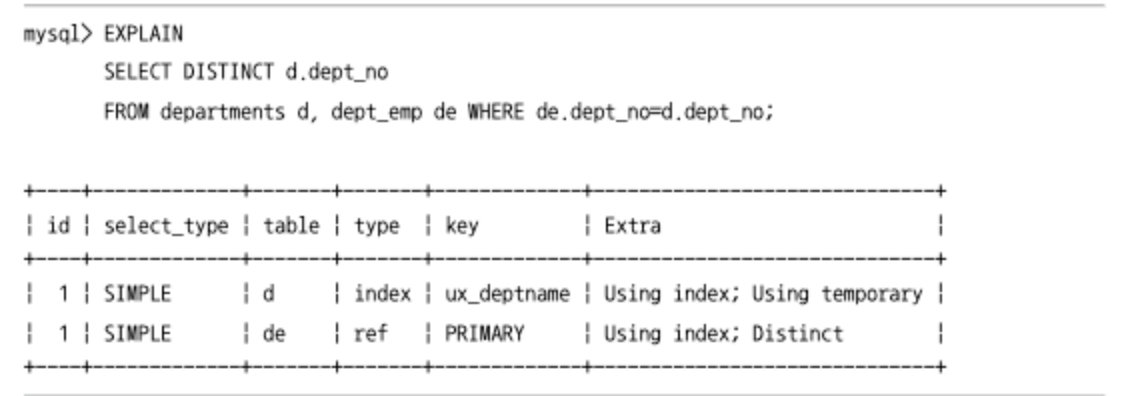 mysql> EXPLAIN
SELECT DISTINCT d.dept_no
FROM departments d, dept_emp de WHERE de.dept_no=d.dept_no;
+----+-------------+-------+-------+-------------+------------------------------+
| id | select_type | table | type | key | Extra |
+----+-------------+-------+-------+-------------+------------------------------+
| 1 | SIMPLE | d | index | ux_deptname | Using index; Using temporary |
| 1 | SIMPLE | de | ref | PRIMARY | Using index; Distinct |
+----+-------------+-------+-------+-------------+------------------------------+